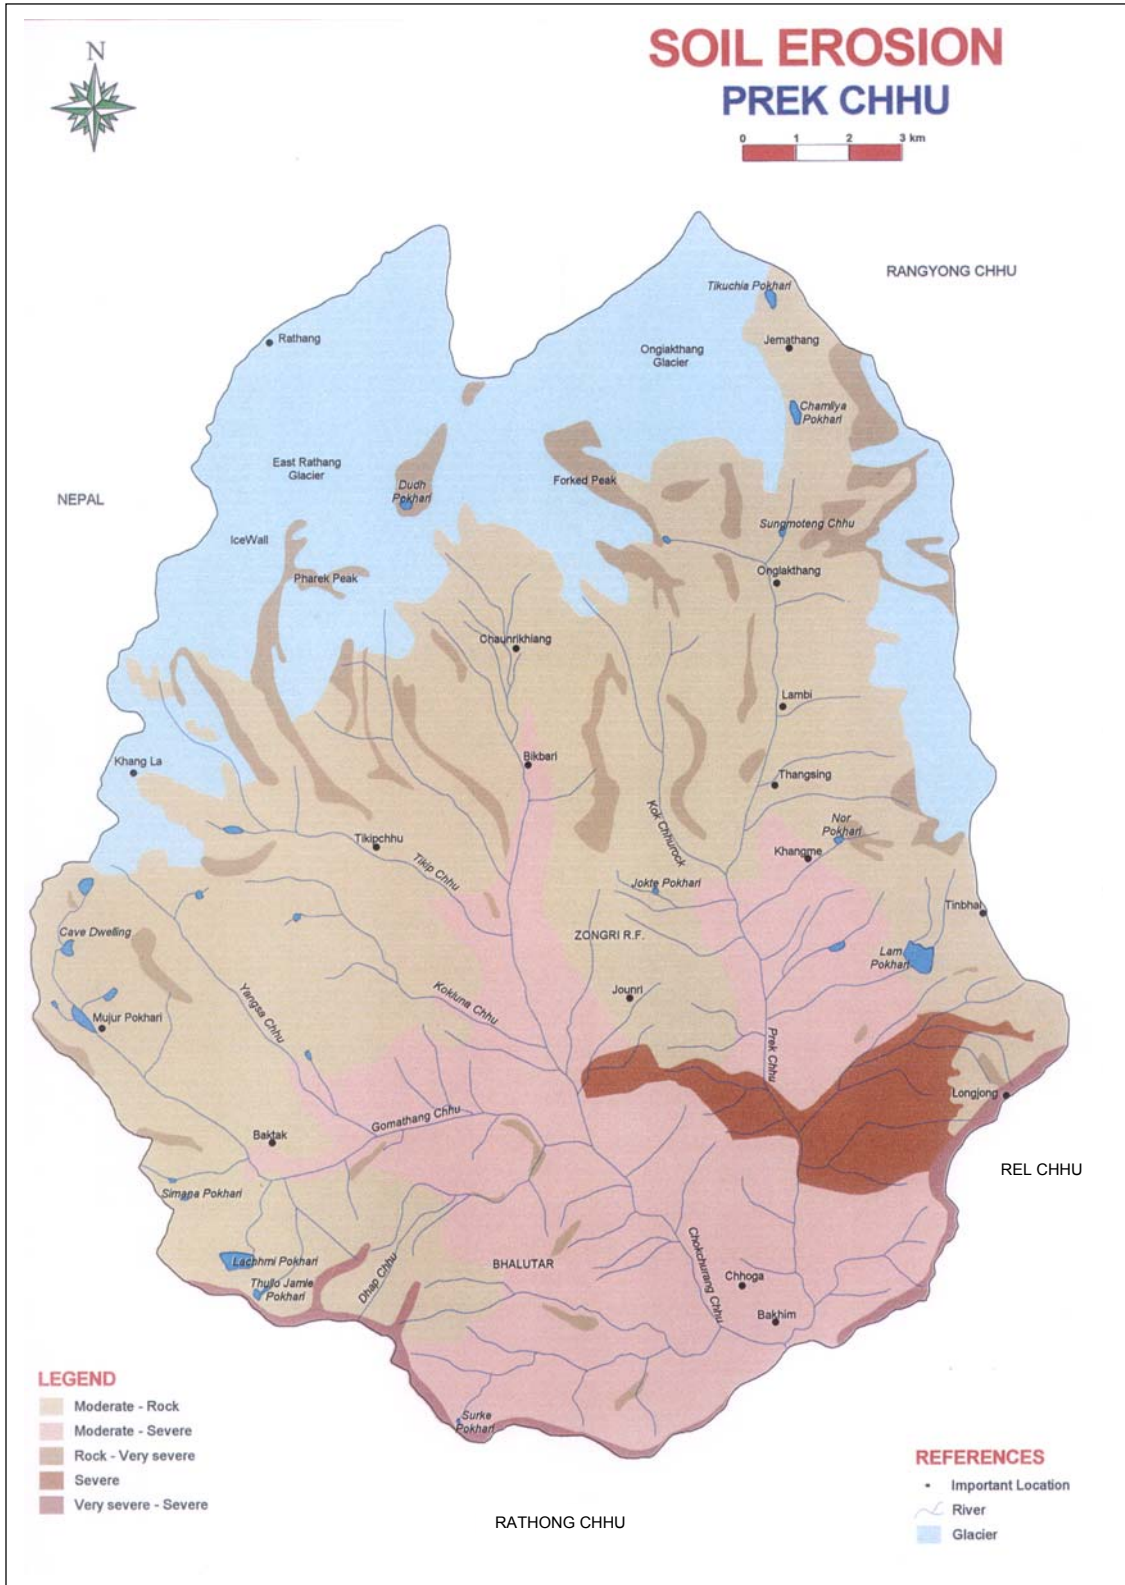 N
SOIL EROSION
PREK CHHU
0 1 2 3 km
RANGYONG CHHU
Tikuchia Pokhari
Rathang
Jemathang
Onglakthang
Glacier
Chamliya
Pokhari
East Rathang
Glacier
Forked Peak
Dudh
Pokhari
NEPAL
Sungmoteng Chhu
IceWall
Onglakthang
Pharek Peak
Chaunrikhiang
Lambi
Bikbari
Khang La
Thangsing
Kok Chhurock
Nor
Pokhari
Tikipchhu
Khangme
Tikip Chhu
Jokte Pokhari
Tinbhai
Cave Dwelling
ZONGRI R.F.
Lam
Pokhari
Jounri
Yangsa Chhu
Kokluna Chhu
Mujur Pokhari
Prek Chhu
Longjong
Gomathang Chhu
Baktak
REL CHHU
Simana Pokhari
Lachhmi Pokhari
BHALUTAR
Chokchurang Chhu
Dhap Chhu
Chhoga
Thullo Jamle
Pokhari
Bakhim
Surke
Pokhari
LEGEND
Moderate - Rock
Moderate - Severe
Rock - Very severe
Severe
Very severe - Severe
REFERENCES
Important Location
River
Glacier
RATHONG CHHU